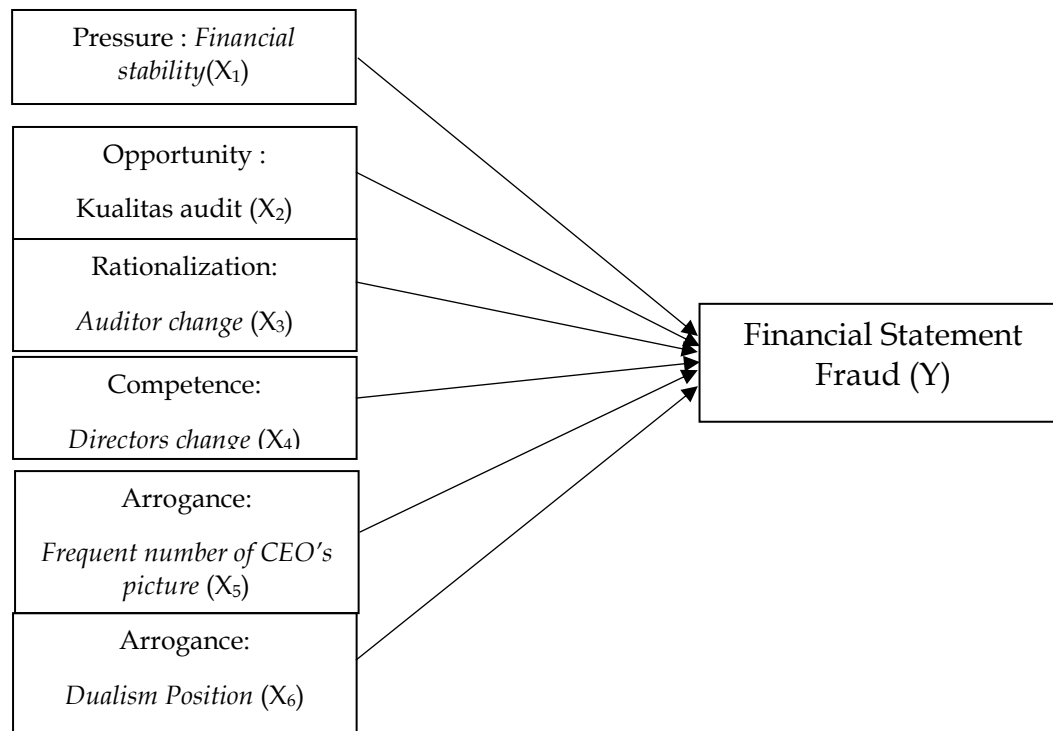 Pressure : Financial
stability(X₁)
Opportunity :
Kualitas audit (X₂)
Rationalization:
Auditor change (X₃)
Competence:
Directors change (X₄)
Arrogance:
Frequent number of CEO’s
picture (X₅)
Arrogance:
Dualism Position (X₆)
Financial Statement
Fraud (Y)